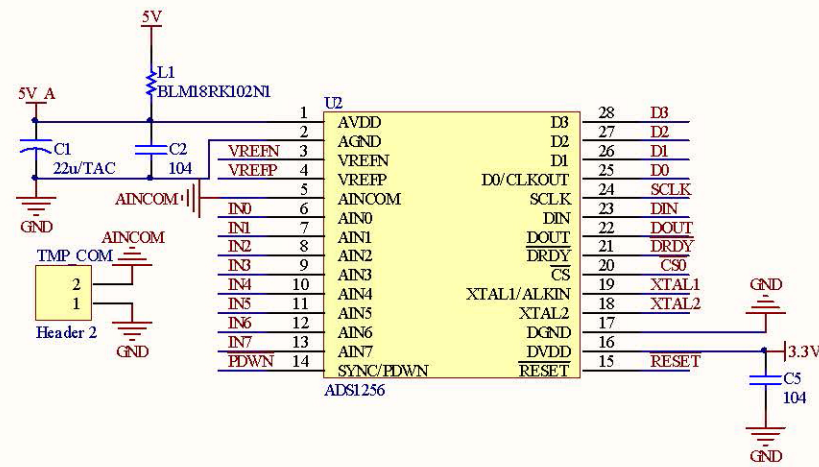 5V
L1
BLM18RK102N1
5V_A
C1
22u/TAC
C2
104
GND
U2
1 AVDD D3 28 D3
2 AGND D2 27 D2
VREFN 3 VREFN D1 26 D1
VREFP 4 VREFP D0/CLKOUT 25 D0
AINCOM 5 AINCOM SCLK 24 SCLK
IN0 6 AIN0 DIN 23 DIN
IN1 7 AIN1 DOUT 22 DOUT
IN2 8 AIN2 DRDY 21 DRDY
IN3 9 AIN3 CS 20 CS0
IN4 10 AIN4 XTAL1/ALKIN 19 XTAL1
IN5 11 AIN5 XTAL2 18 XTAL2
IN6 12 AIN6 DGND 17
IN7 13 AIN7 DVDD 16
PDWN 14 SYNC/PDWN RESET 15 RESET
ADS1256
AINCOM
TMP_COM
2
1
Header 2
GND
GND
3.3V
C5
104
GND